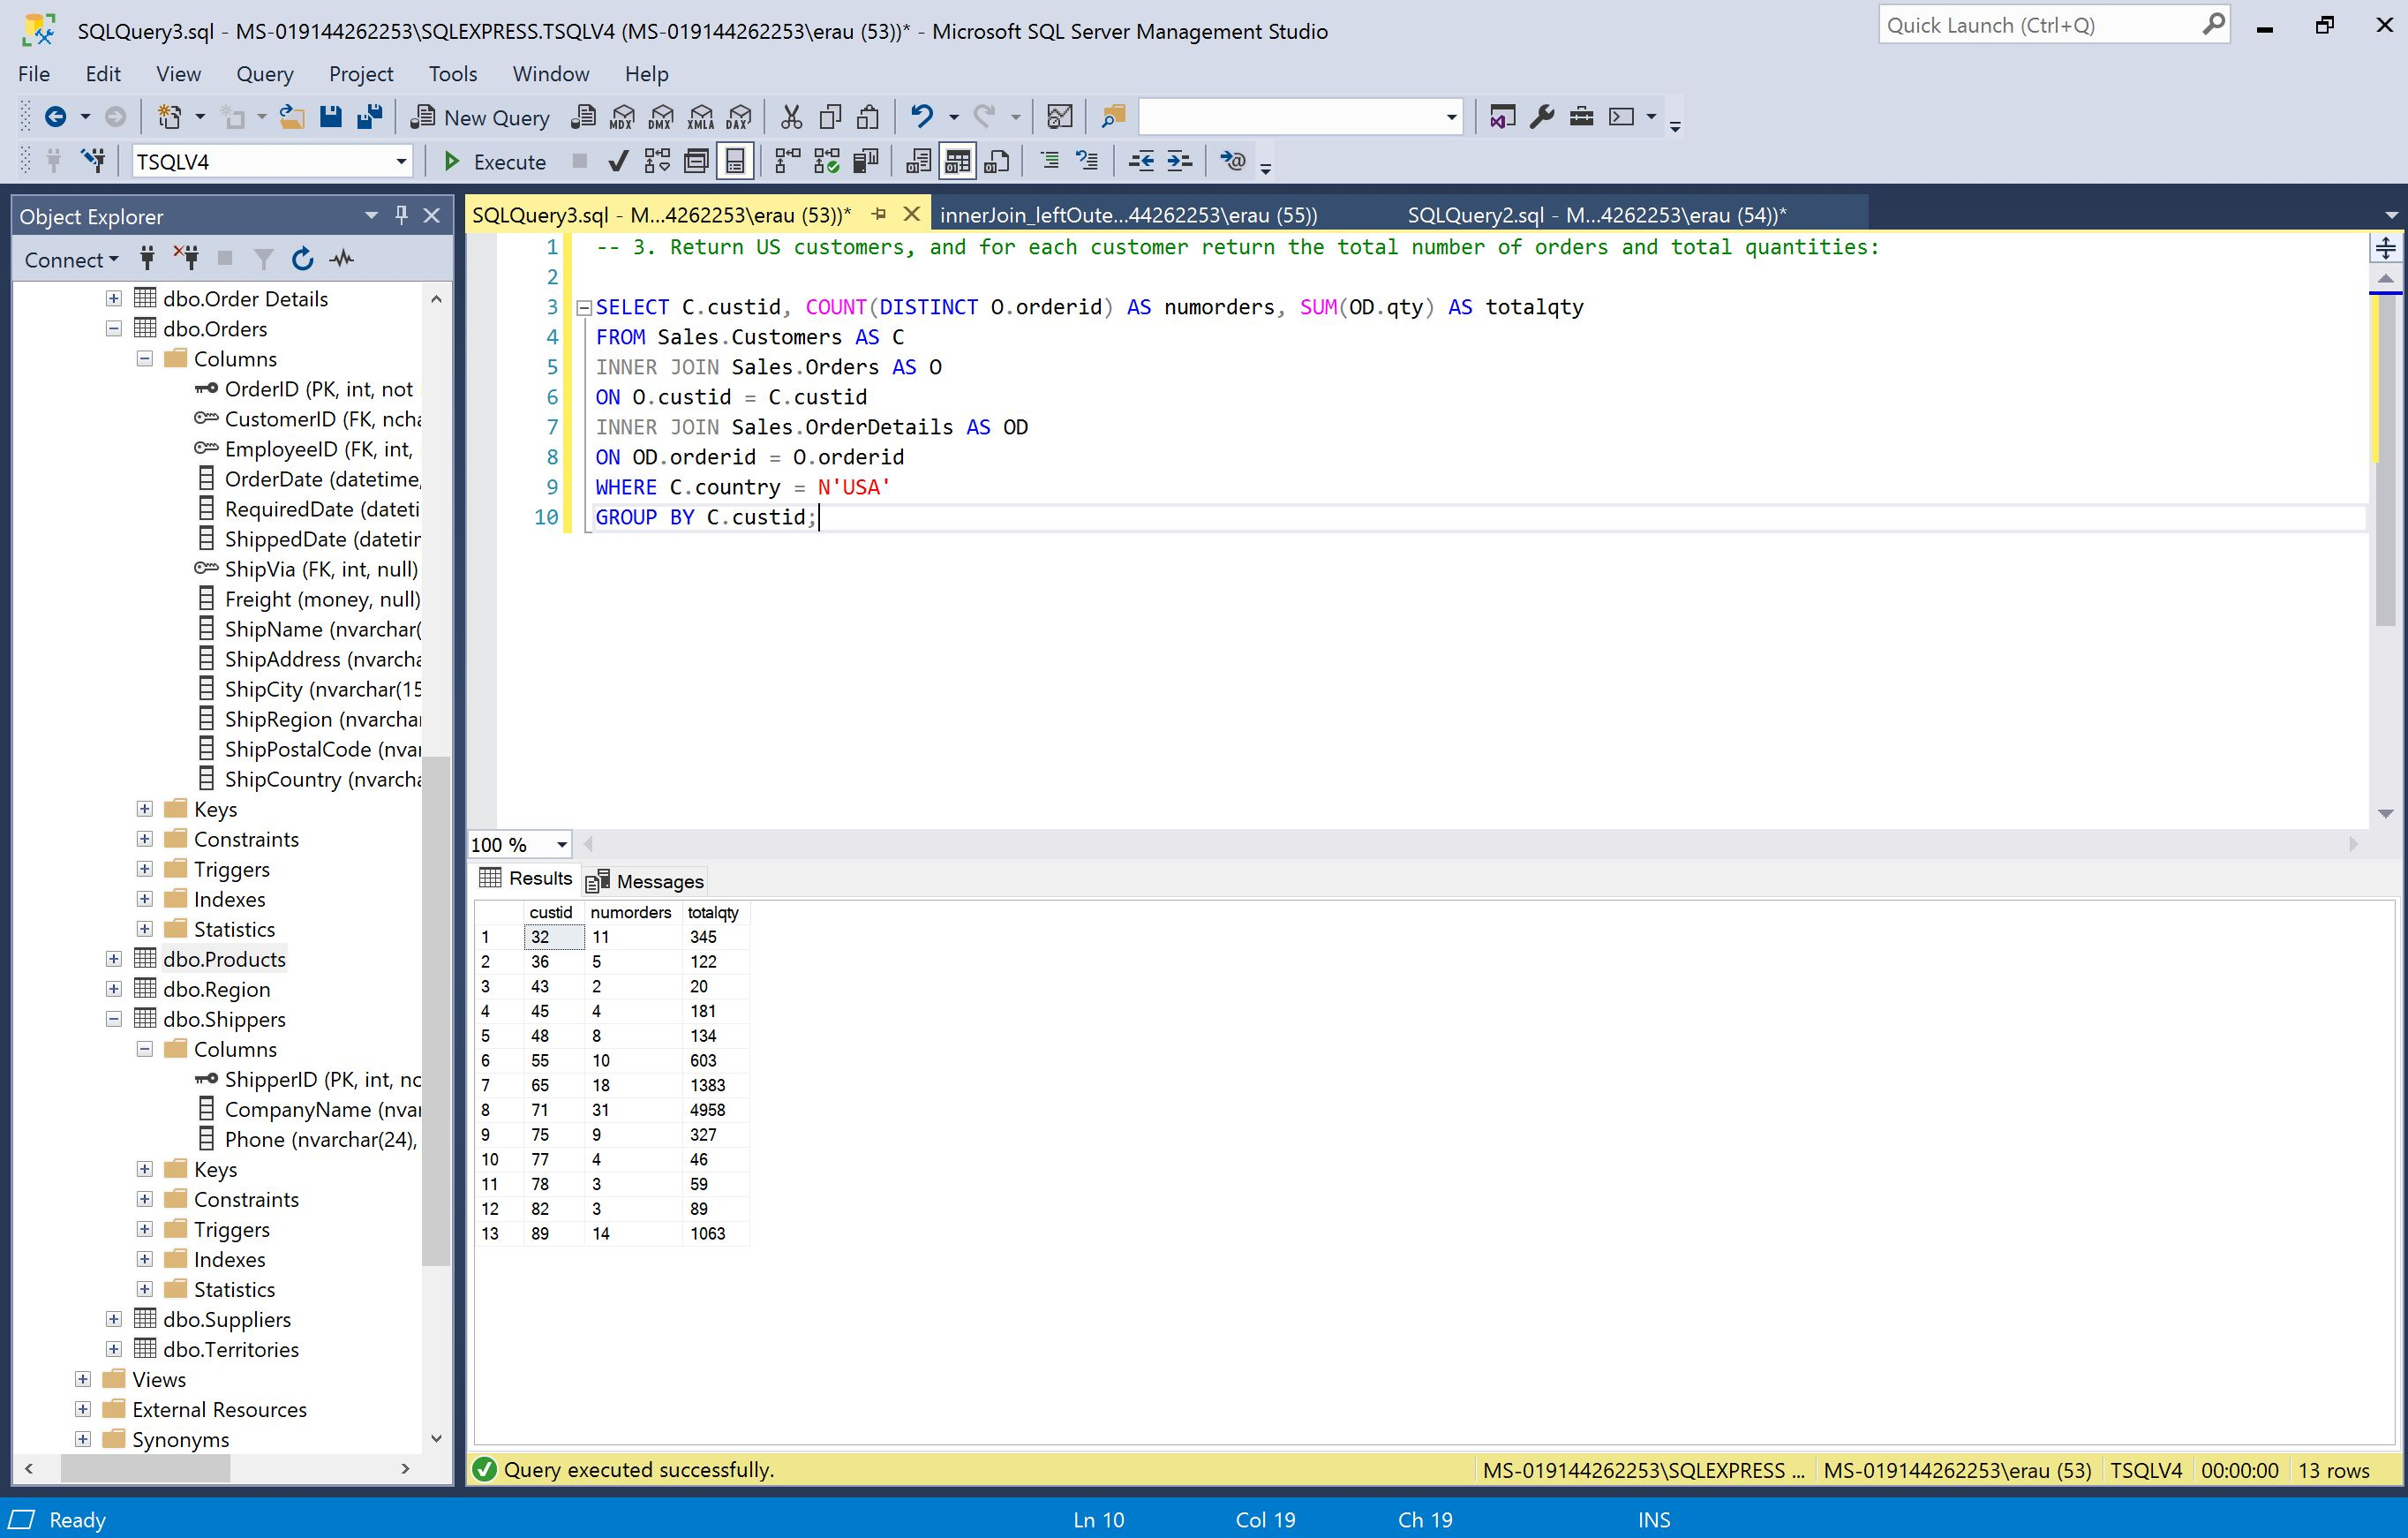 SQLQuery3.sql - MS-019144262253\SQLEXPRESS.TSQLV4 (MS-019144262253\erau (53))* - Microsoft SQL Server Management Studio
Quick Launch (Ctrl+Q)
File Edit View Query Project Tools Window Help
New Query MDX DMX XMLA DAX
TSQLV4 Execute
Object Explorer
Connect
dbo.Order Details
dbo.Orders
Columns
OrderID (PK, int, not
CustomerID (FK, ncha
EmployeeID (FK, int,
OrderDate (datetime,
RequiredDate (dateti
ShippedDate (datetin
ShipVia (FK, int, null)
Freight (money, null)
ShipName (nvarchar(
ShipAddress (nvarcha
ShipCity (nvarchar(15
ShipRegion (nvarchar
ShipPostalCode (nvar
ShipCountry (nvarcha
Keys
Constraints
Triggers
Indexes
Statistics
dbo.Products
dbo.Region
dbo.Shippers
Columns
ShipperID (PK, int, nc
CompanyName (nvar
Phone (nvarchar(24),
Keys
Constraints
Triggers
Indexes
Statistics
dbo.Suppliers
dbo.Territories
Views
External Resources
Synonyms
SQLQuery3.sql - M...4262253\erau (53))* innerJoin_leftOute...44262253\erau (55)) SQLQuery2.sql - M...4262253\erau (54))*
1 -- 3. Return US customers, and for each customer return the total number of orders and total quantities:
2
3 SELECT C.custid, COUNT(DISTINCT O.orderid) AS numorders, SUM(OD.qty) AS totalqty
4 FROM Sales.Customers AS C
5 INNER JOIN Sales.Orders AS O
6 ON O.custid = C.custid
7 INNER JOIN Sales.OrderDetails AS OD
8 ON OD.orderid = O.orderid
9 WHERE C.country = N'USA'
10 GROUP BY C.custid;
100 %
Results Messages
custid numorders totalqty
1 32 11 345
2 36 5 122
3 43 2 20
4 45 4 181
5 48 8 134
6 55 10 603
7 65 18 1383
8 71 31 4958
9 75 9 327
10 77 4 46
11 78 3 59
12 82 3 89
13 89 14 1063
Query executed successfully. MS-019144262253\SQLEXPRESS ... MS-019144262253\erau (53) TSQLV4 00:00:00 13 rows
Ready Ln 10 Col 19 Ch 19 INS